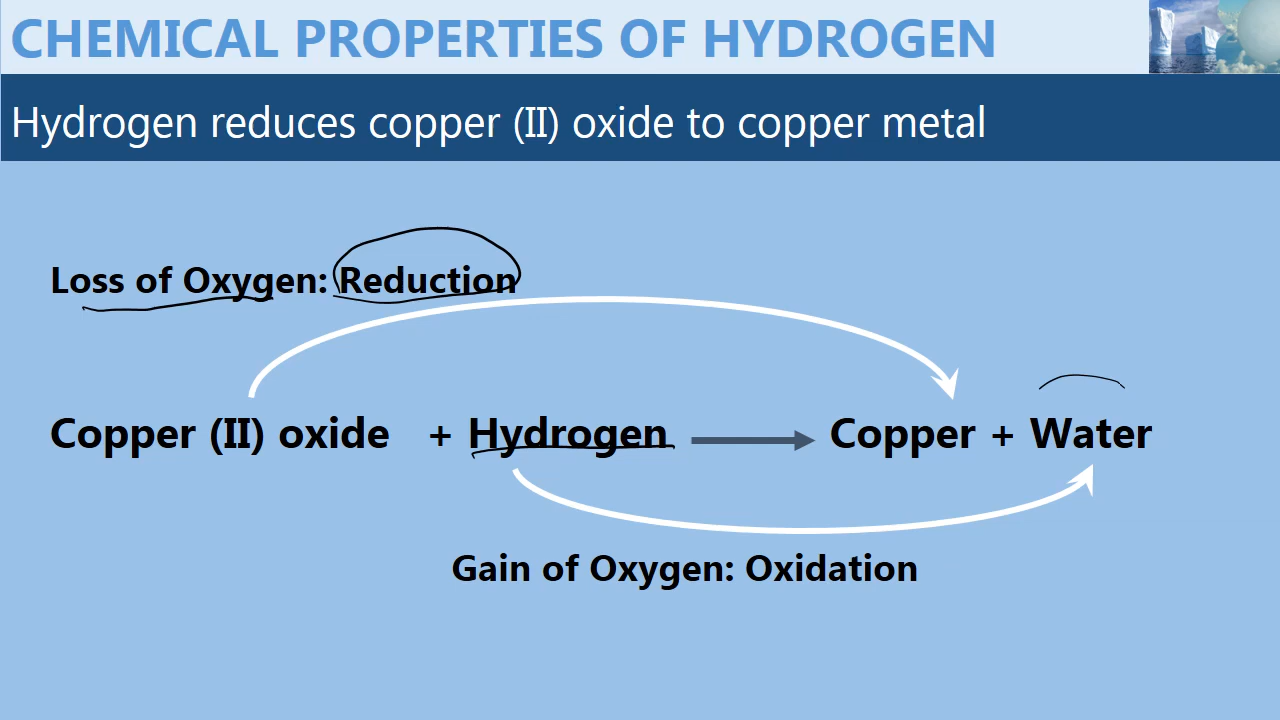 CHEMICAL PROPERTIES OF HYDROGEN
Hydrogen reduces copper (II) oxide to copper metal
Loss of Oxygen: Reduction
Copper (II) oxide + Hydrogen Copper + Water
Gain of Oxygen: Oxidation